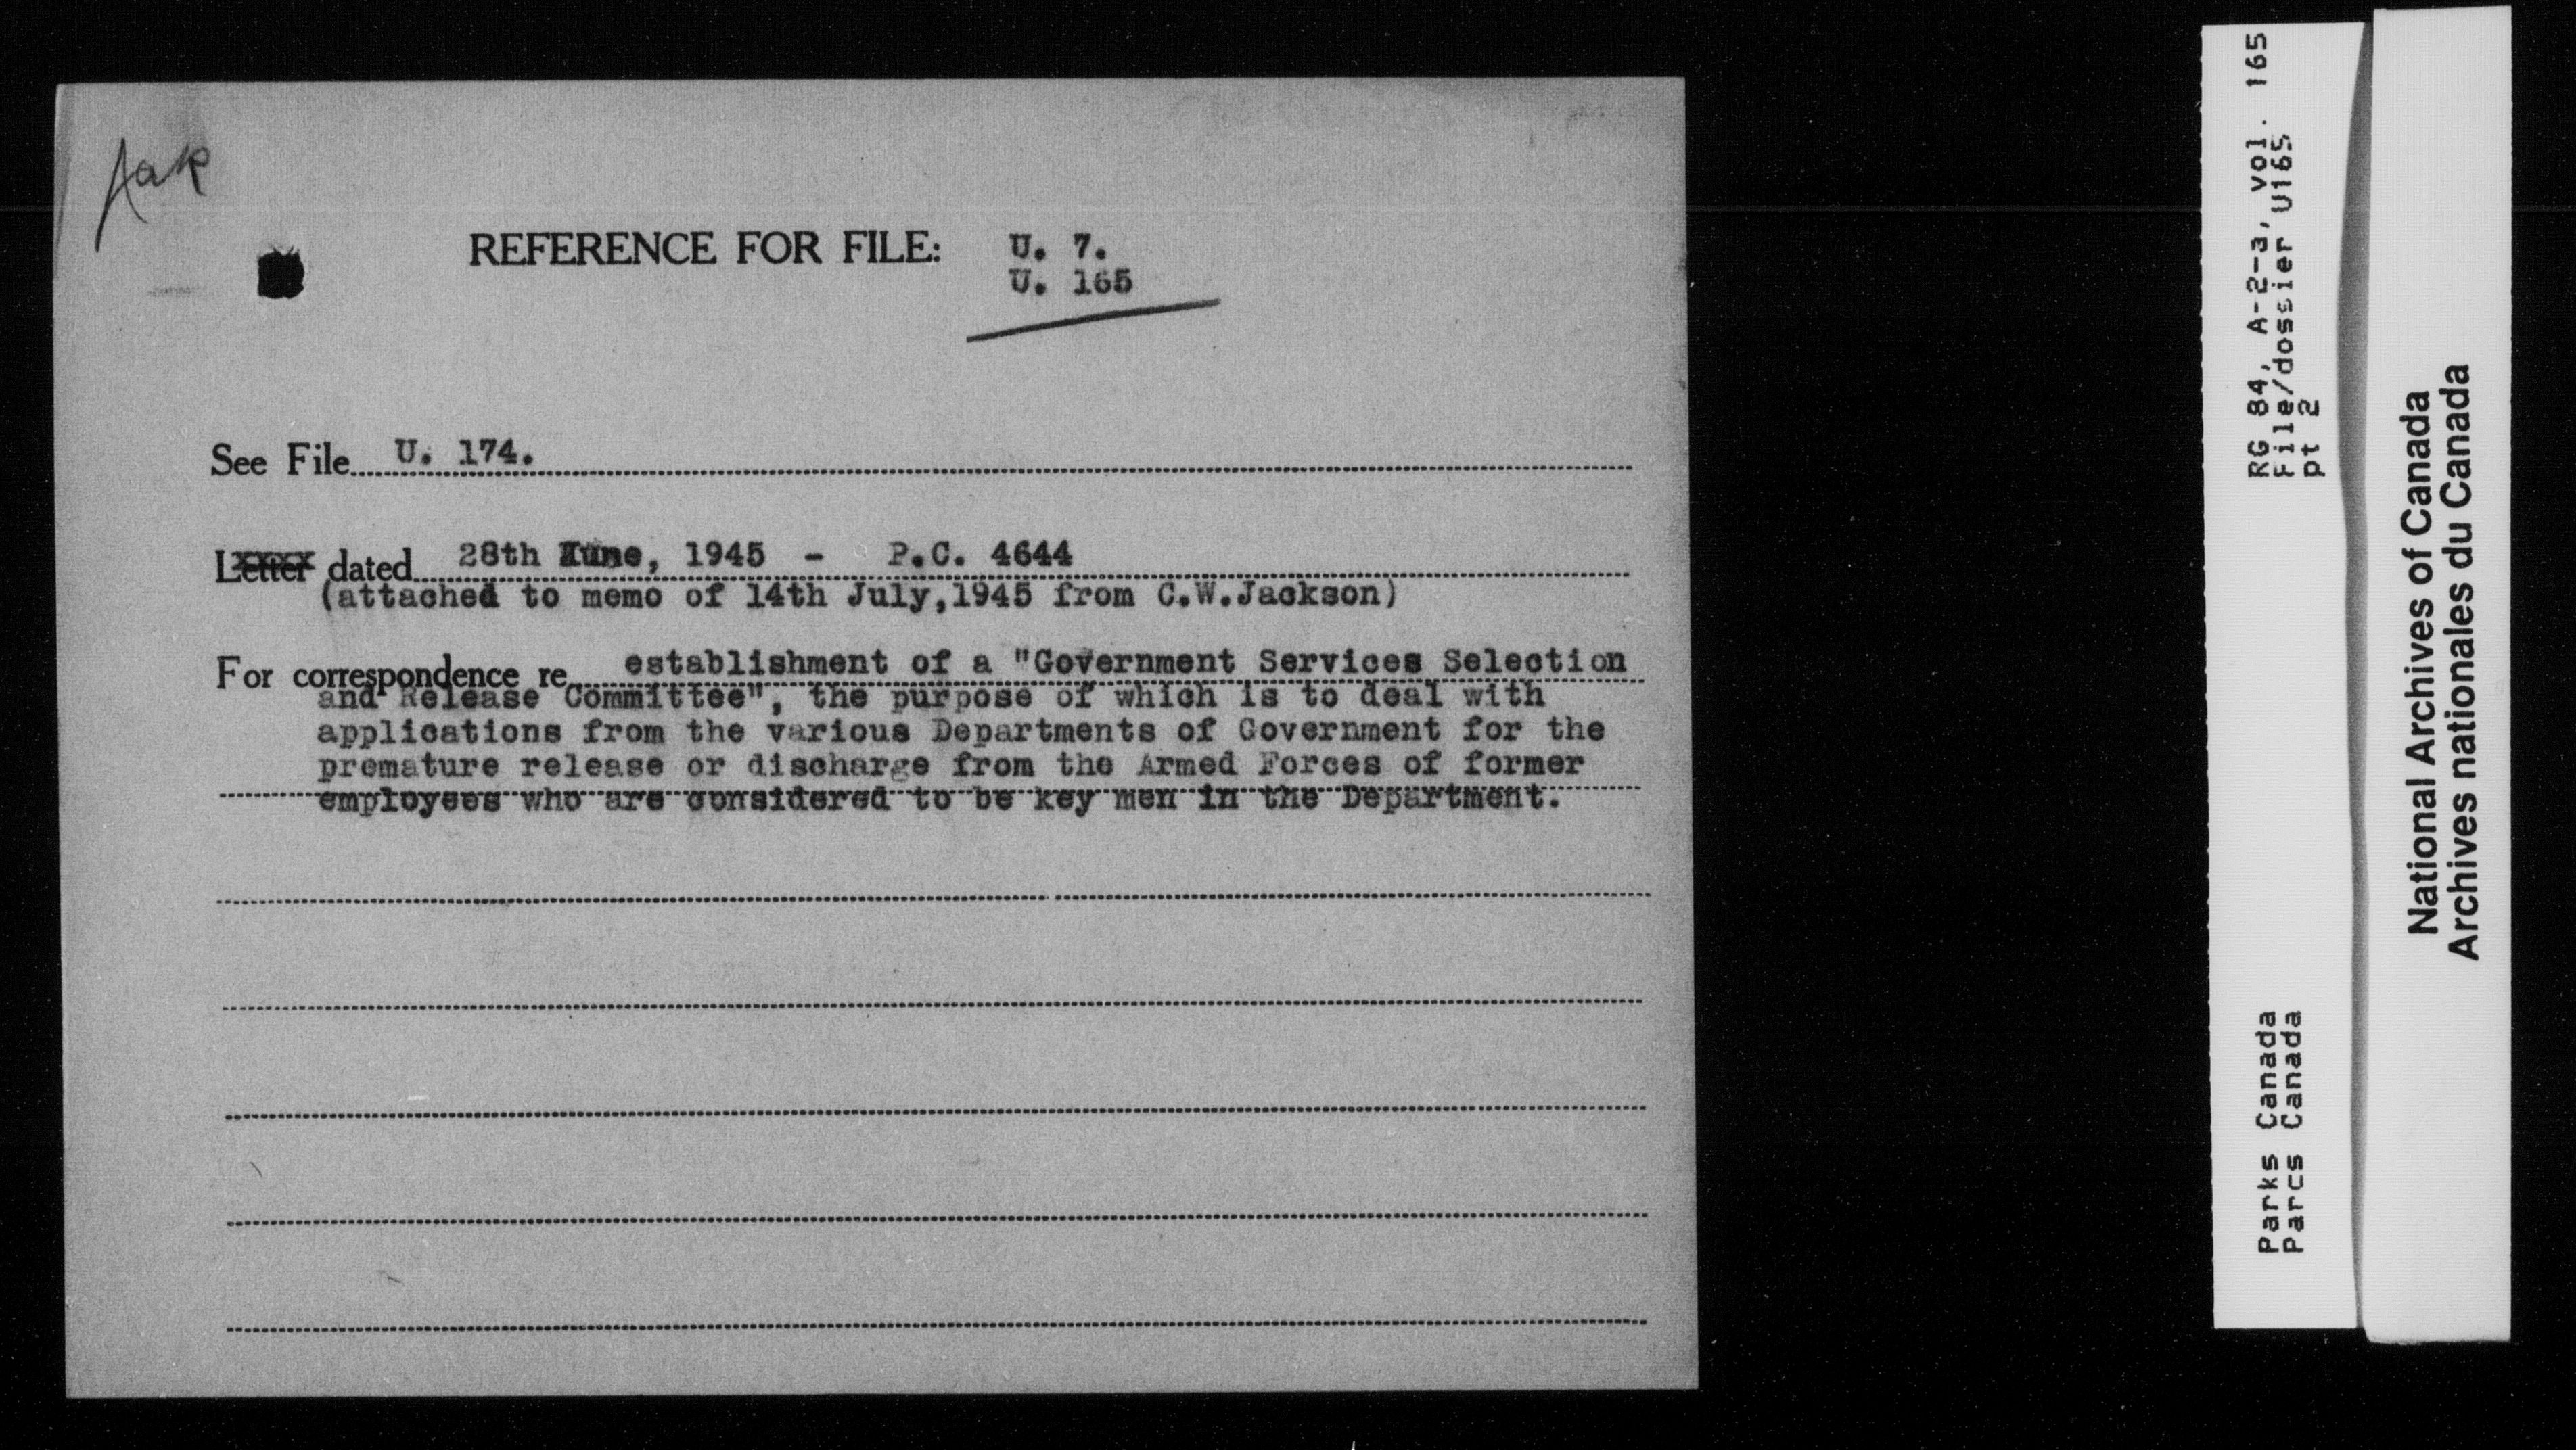 REFERENCE FOR FILE: U. 7.
U. 165
See File U. 174.
Letter dated 28th June, 1945 - P.C. 4644
(attached to memo of 14th July,1945 from C.W.Jackson)
For correspondence re establishment of a "Government Services Selection
and Release Committee", the purpose of which is to deal with
applications from the various Departments of Government for the
premature release or discharge from the Armed Forces of former
employees who are considered to be key men in the Department.
RG 84, A-2-a, vol. 165
File/dossier U165
pt 2
Parks Canada
Parcs Canada
National Archives of Canada
Archives nationales du Canada